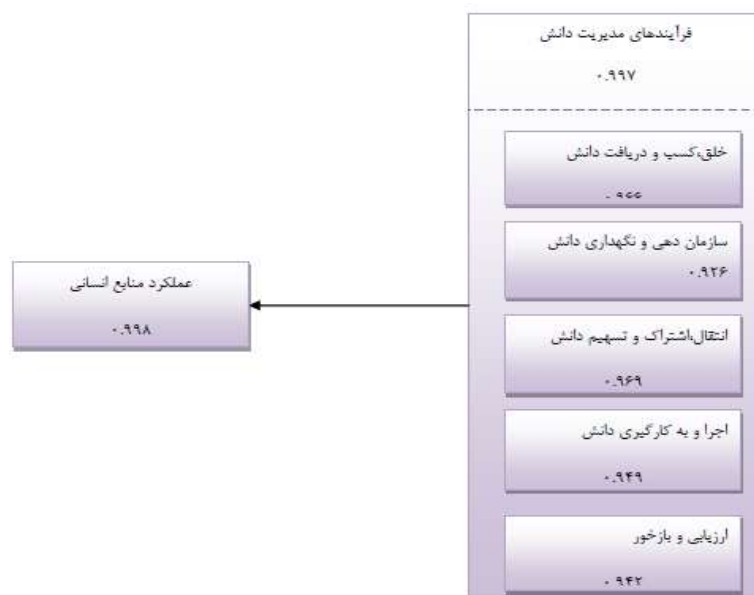 فرآیندهای مدیریت دانش
۰.۹۹۷
خلق،کسب و دریافت دانش
۰.۹۶۶
سازمان دهی و نگهداری دانش
۰.۹۲۶
انتقال،اشتراک و تسهیم دانش
۰.۹۶۹
اجرا و به کارگیری دانش
۰.۹۴۹
ارزیابی و بازخور
۰.۹۴۲
عملکرد منابع انسانی
۰.۹۹۸